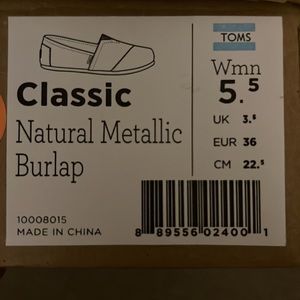 TOMS
Classic
Natural Metallic
Burlap
Wmn
5.5
UK 3.5
EUR 36
CM 22.5
10008015
MADE IN CHINA
8 89556 02400 1